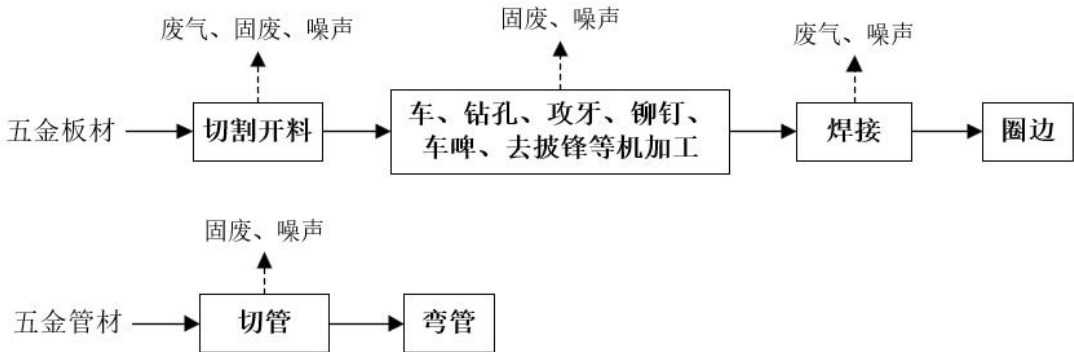 废气、固废、噪声
固废、噪声
废气、噪声
五金板材
切割开料
车、钻孔、攻牙、铆钉、
车啤、去披锋等机加工
焊接
圈边
固废、噪声
五金管材
切管
弯管